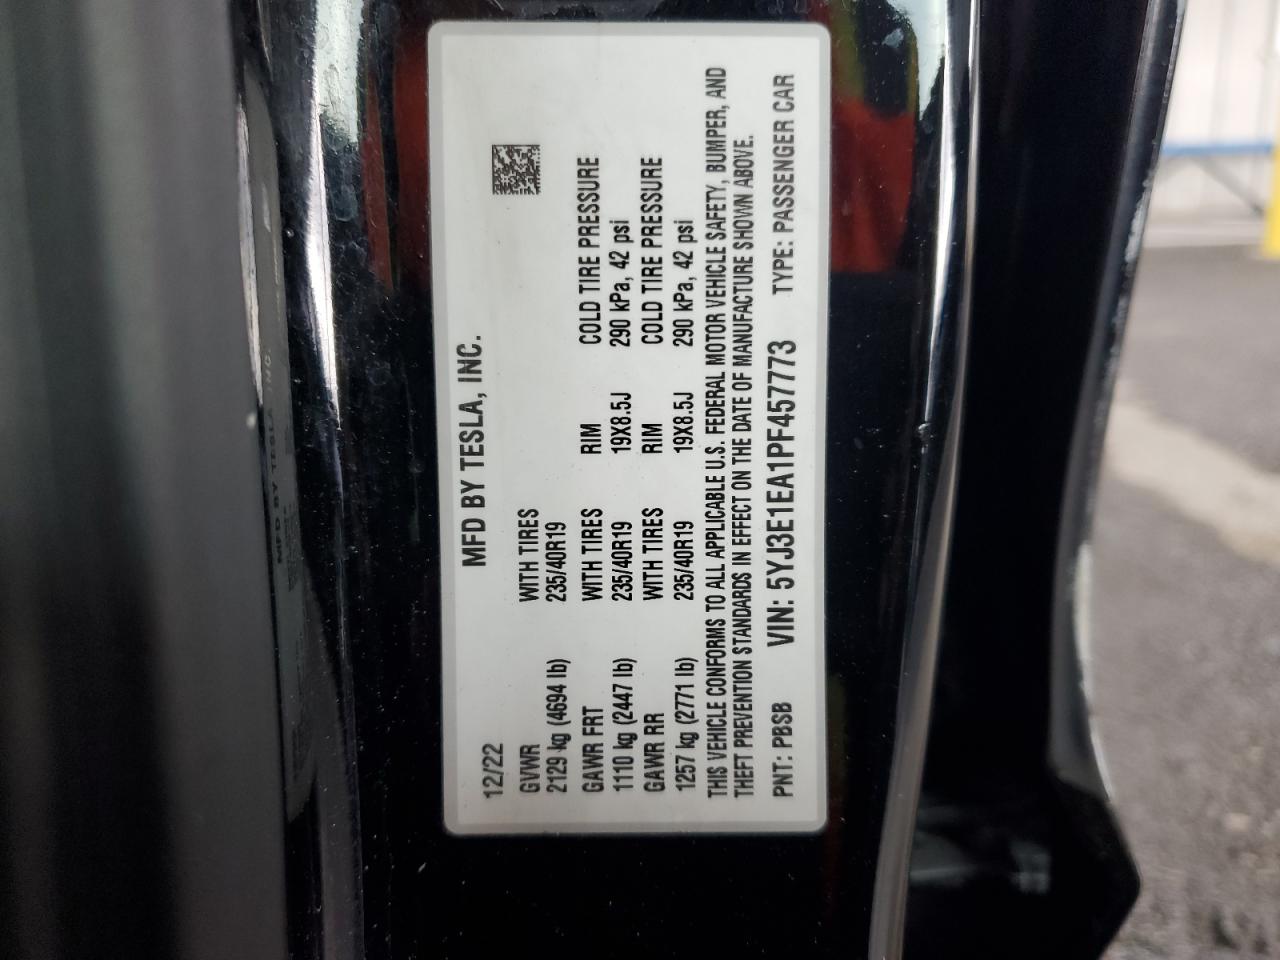 MFD BY TESLA, INC.
12/22
GVWR WITH TIRES
2129 kg (4694 lb) 235/40R19
GAWR FRT WITH TIRES RIM COLD TIRE PRESSURE
1110 kg (2447 lb) 235/40R19 19X8.5J 290 kPa, 42 psi
GAWR RR WITH TIRES RIM COLD TIRE PRESSURE
1257 kg (2771 lb) 235/40R19 19X8.5J 290 kPa, 42 psi
THIS VEHICLE CONFORMS TO ALL APPLICABLE U.S. FEDERAL MOTOR VEHICLE SAFETY, BUMPER, AND
THEFT PREVENTION STANDARDS IN EFFECT ON THE DATE OF MANUFACTURE SHOWN ABOVE.
PNT: PBSB VIN: 5YJ3E1EA1PF457773 TYPE: PASSENGER CAR
MFD BY TESLA, INC.